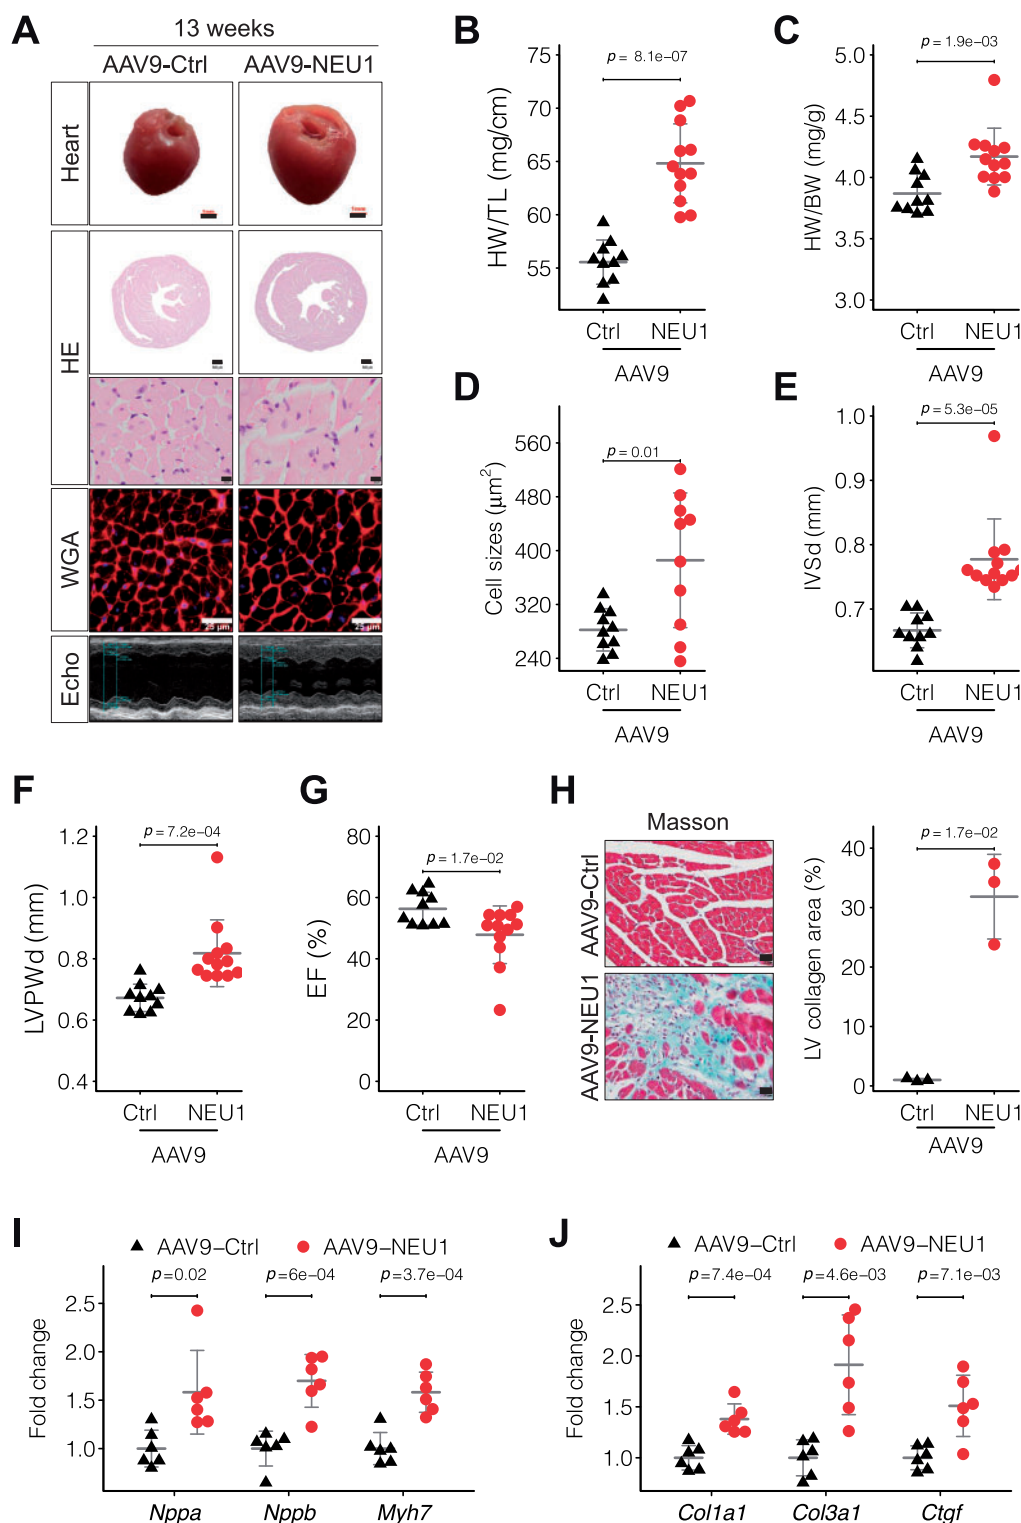 A
13 weeks
AAV9-Ctrl
AAV9-NEU1
Heart
HE
WGA
25 µm
25 µm
Echo
B
p = 8.1e-07
HW/TL (mg/cm)
75
70
65
60
55
Ctrl
NEU1
AAV9
C
p = 1.9e-03
HW/BW (mg/g)
5.0
4.5
4.0
3.5
3.0
Ctrl
NEU1
AAV9
D
p = 0.01
Cell sizes (µm²)
560
480
400
320
240
Ctrl
NEU1
AAV9
E
p = 5.3e-05
IVSd (mm)
1.0
0.9
0.8
0.7
Ctrl
NEU1
AAV9
F
p = 7.2e-04
LVPWd (mm)
1.2
1.0
0.8
0.6
0.4
Ctrl
NEU1
AAV9
G
p = 1.7e-02
EF (%)
80
60
40
20
0
Ctrl
NEU1
AAV9
H
Masson
AAV9-Ctrl
AAV9-NEU1
p = 1.7e-02
LV collagen area (%)
40
30
20
10
0
Ctrl
NEU1
AAV9
I
AAV9–Ctrl
AAV9–NEU1
p=0.02
p=6e-04
p=3.7e-04
Fold change
2.5
2.0
1.5
1.0
Nppa
Nppb
Myh7
J
AAV9–Ctrl
AAV9–NEU1
p=7.4e-04
p=4.6e-03
p=7.1e-03
Fold change
2.5
2.0
1.5
1.0
Col1a1
Col3a1
Ctgf